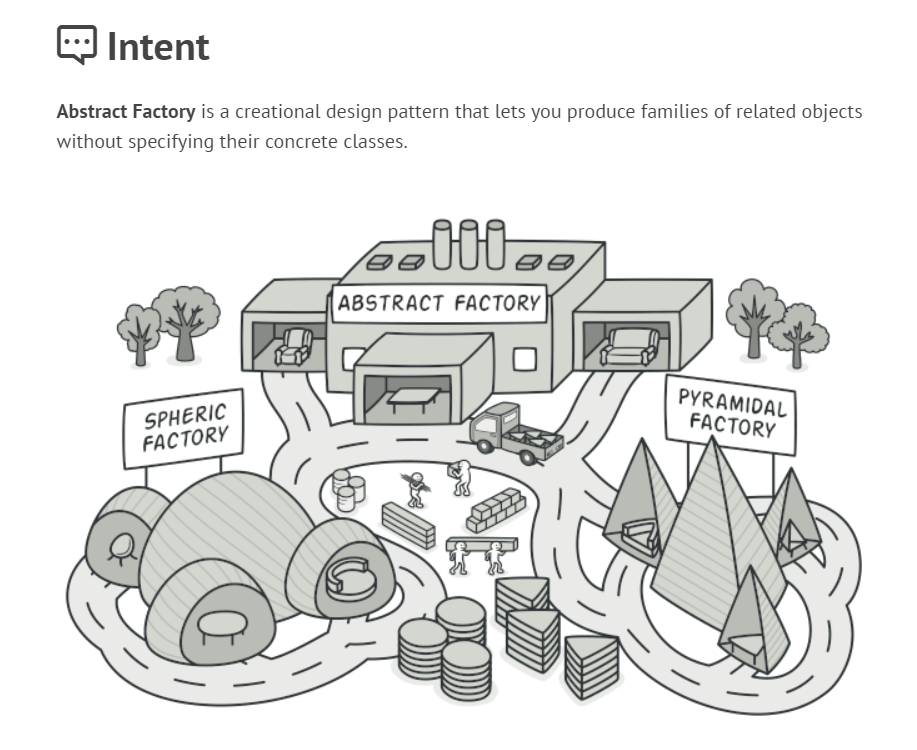 Intent
Abstract Factory is a creational design pattern that lets you produce families of related objects
without specifying their concrete classes.
ABSTRACT FACTORY
SPHERIC
FACTORY
PYRAMIDAL
FACTORY